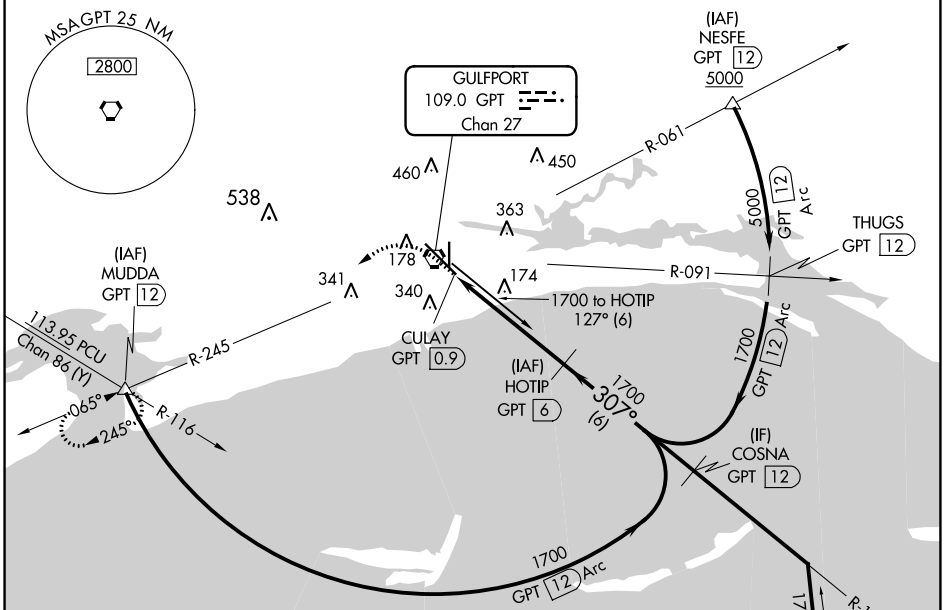 MSA GPT 25 NM
2800
GULFPORT
109.0 GPT
Chan 27
(IAF)
NESFE
GPT 12
5000
R-061
460
450
538
363
5000
GPT 12 Arc
THUGS
GPT 12
178
R-091
(IAF)
MUDDA
GPT 12
341
340
174
1700 to HOTIP
127° (6)
CULAY
GPT 0.9
113.95 PCU
Chan 86 (Y)
R-245
1700
GPT 12 Arc
(IAF)
HOTIP
GPT 6
1700
307°
(6)
065°
245°
R-116
(IF)
COSNA
GPT 12
1700
GPT 12 Arc